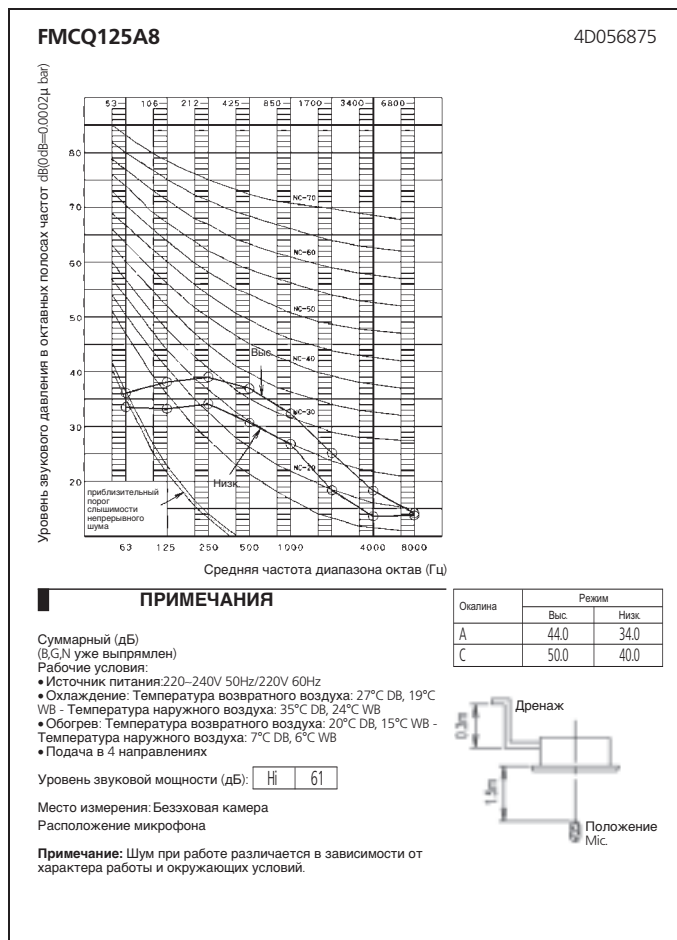 FMCQ125A8
4D056875
Уровень звукового давления в октавных полосах частот dB(0dB=0.0002µ bar)
53 106 212 425 850 1700 3400 6800
80
70
60
50
40
30
20
NC-70
NC-60
NC-50
NC-40
NC-30
NC-20
Выс.
Низк.
приблизительный
порог
слышимости
непрерывного
шума
63 125 250 500 1000 4000 8000
Средняя частота диапазона октав (Гц)
ПРИМЕЧАНИЯ
Суммарный (дБ)
(B,G,N уже выпрямлен)
Рабочие условия:
• Источник питания:220–240V 50Hz/220V 60Hz
• Охлаждение: Температура возвратного воздуха: 27°C DB, 19°C
WB - Температура наружного воздуха: 35°C DB, 24°C WB
• Обогрев: Температура возвратного воздуха: 20°C DB, 15°C WB -
Температура наружного воздуха: 7°C DB, 6°C WB
• Подача в 4 направлениях
Уровень звуковой мощности (дБ): Hi 61
Место измерения: Безэховая камера
Расположение микрофона
Примечание: Шум при работе различается в зависимости от
характера работы и окружающих условий.
Окалина Режим
Выс. Низк.
A 44.0 34.0
C 50.0 40.0
Дренаж
0.3m
1.5m
Положение
Mic.